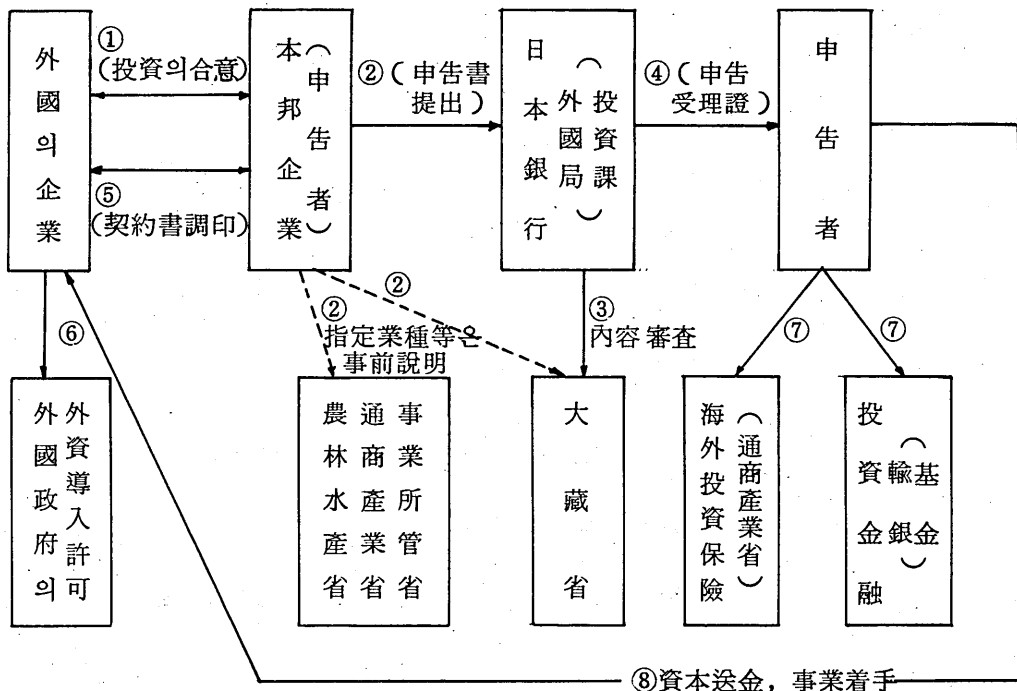 外國의企業
①
(投資의合意)
⑤
(契約書調印)
本邦企業
(申告者)
②(申告書
提出)
日本銀行
(外國局
投資課)
④(申告
受理證)
申告者
⑥
②
②
指定業種等은
事前說明
③
內容審査
⑦
⑦
外國政府의
外資導入許可
農林水産省
通商産業省
事業所管省
大藏省
海外投資保險
(通商産業省)
投資金融
(輸銀
基金)
⑧資本送金, 事業着手